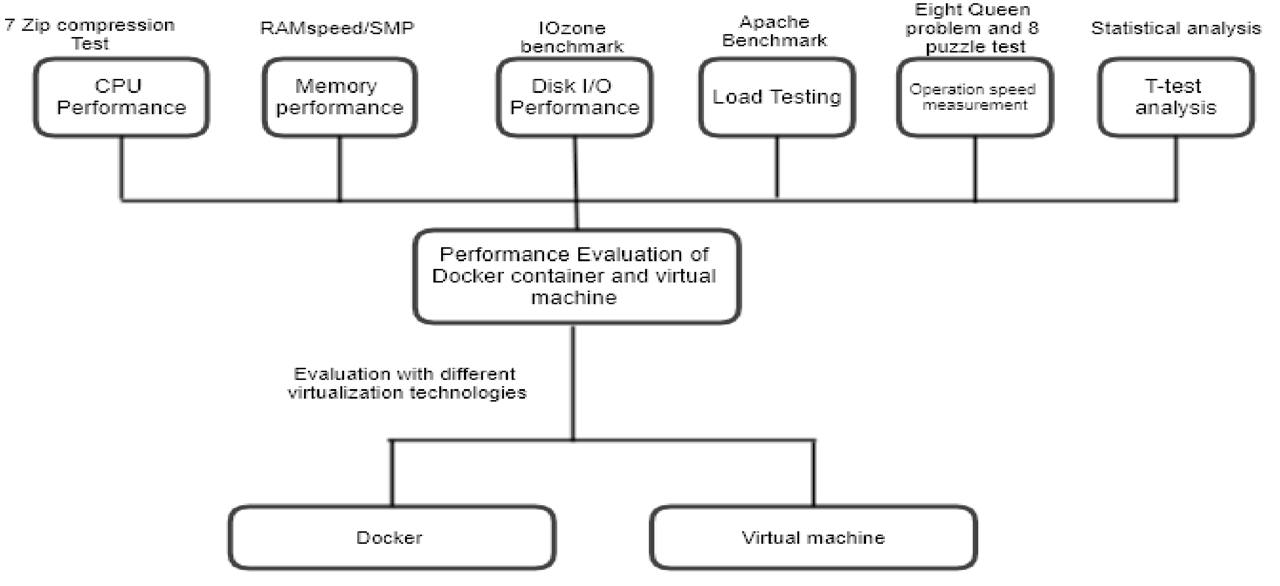 7 Zip compression
Test
CPU
Performance
RAMspeed/SMP
Memory
performance
IOzone
benchmark
Disk I/O
Performance
Apache
Benchmark
Load Testing
Eight Queen
problem and 8
puzzle test
Operation speed
measurement
Statistical analysis
T-test
analysis
Performance Evaluation of
Docker container and virtual
machine
Evaluation with different
virtualization technologies
Docker
Virtual machine